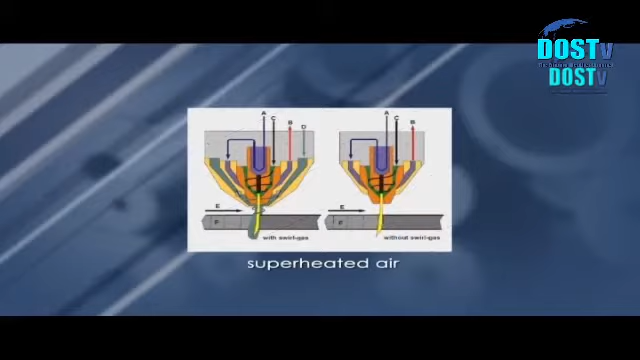 DOSTv
DOSTv
A
C
B
D
A
C
B
E
F
E
F
with swirl-gas
without swirl-gas
superheated air